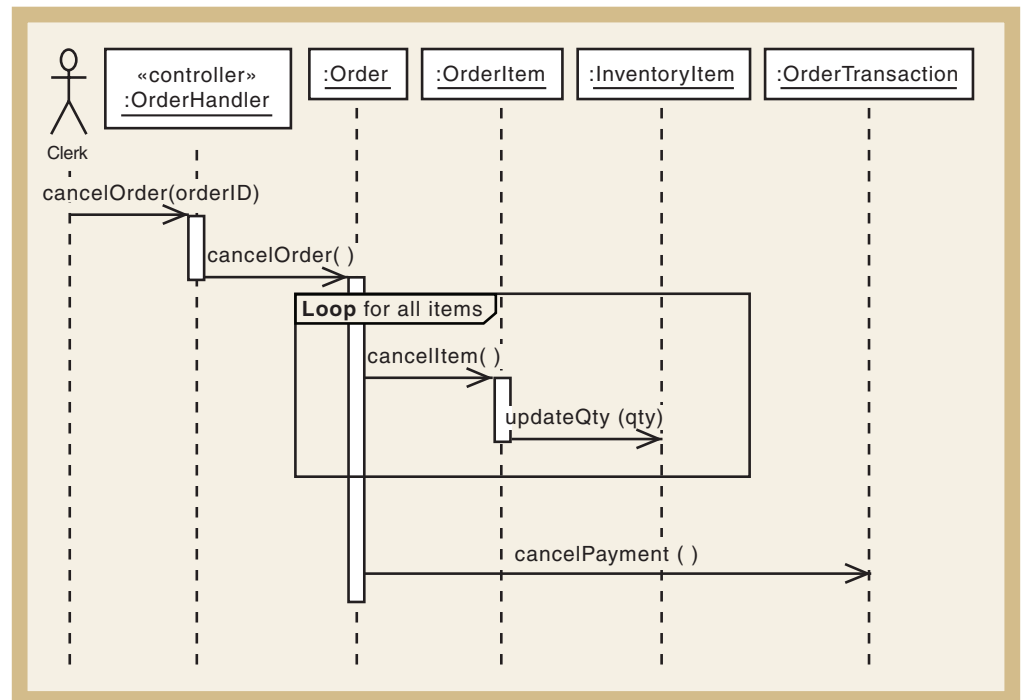 «controller»
:OrderHandler
:Order
:OrderItem
:InventoryItem
:OrderTransaction
Clerk
cancelOrder(orderID)
cancelOrder( )
Loop for all items
cancelItem( )
updateQty (qty)
cancelPayment ( )